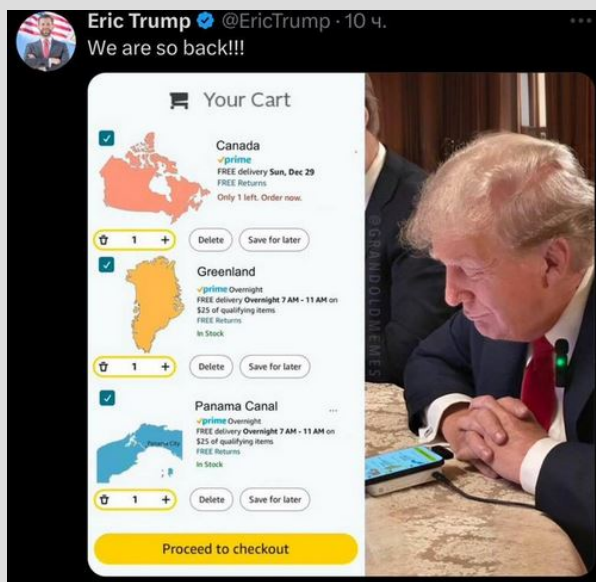 Eric Trump @EricTrump · 10 ч.
We are so back!!!
Your Cart
Canada
prime
FREE delivery Sun, Dec 29
FREE Returns
Only 1 left. Order now.
1 + Delete Save for later
Greenland
prime Overnight
FREE delivery Overnight 7 AM - 11 AM on
$25 of qualifying items
FREE Returns
In Stock
1 + Delete Save for later
Panama Canal
prime Overnight
FREE delivery Overnight 7 AM - 11 AM on
$25 of qualifying items
FREE Returns
In Stock
Panama City
1 + Delete Save for later
Proceed to checkout
@GRANDOLDMEMES